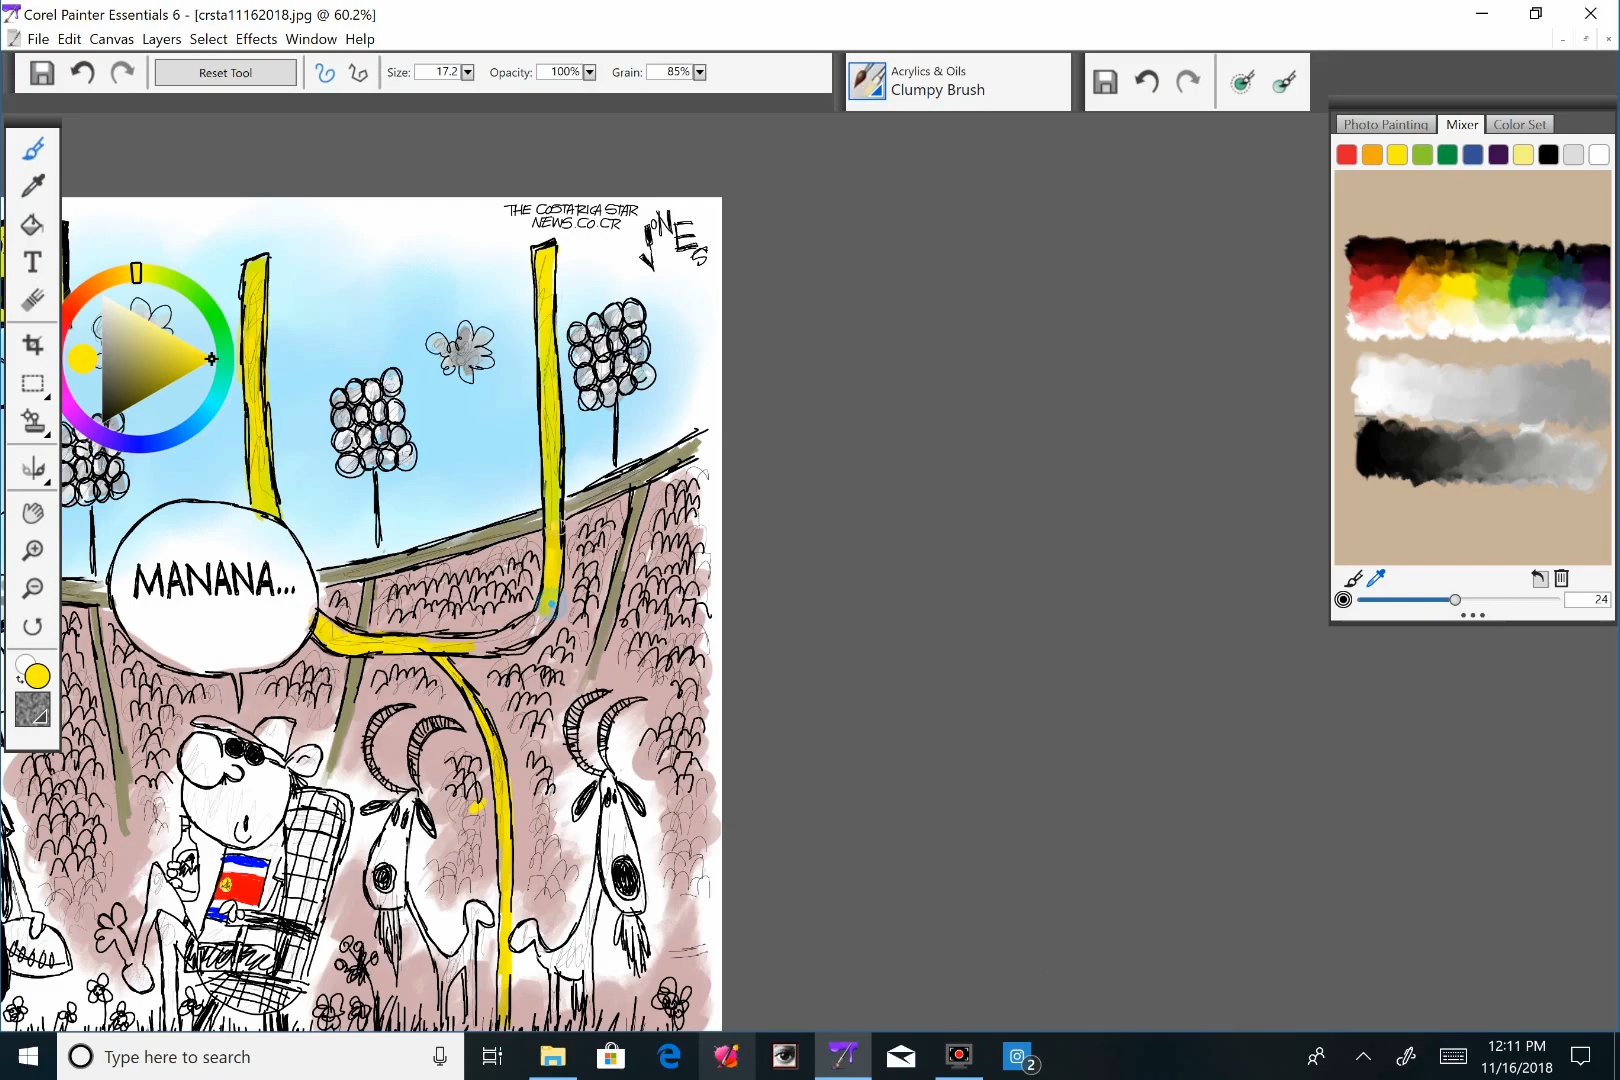 Corel Painter Essentials 6 - [crsta11162018.jpg @ 60.2%]
File Edit Canvas Layers Select Effects Window Help
Reset Tool
Size: 17.2
Opacity: 100%
Grain: 85%
Acrylics & Oils
Clumpy Brush
Photo Painting
Mixer
Color Set
THE COSTARICA STAR
NEWS.CO.CR
JONES
T
MANANA...
24
Type here to search
2
12:11 PM
11/16/2018